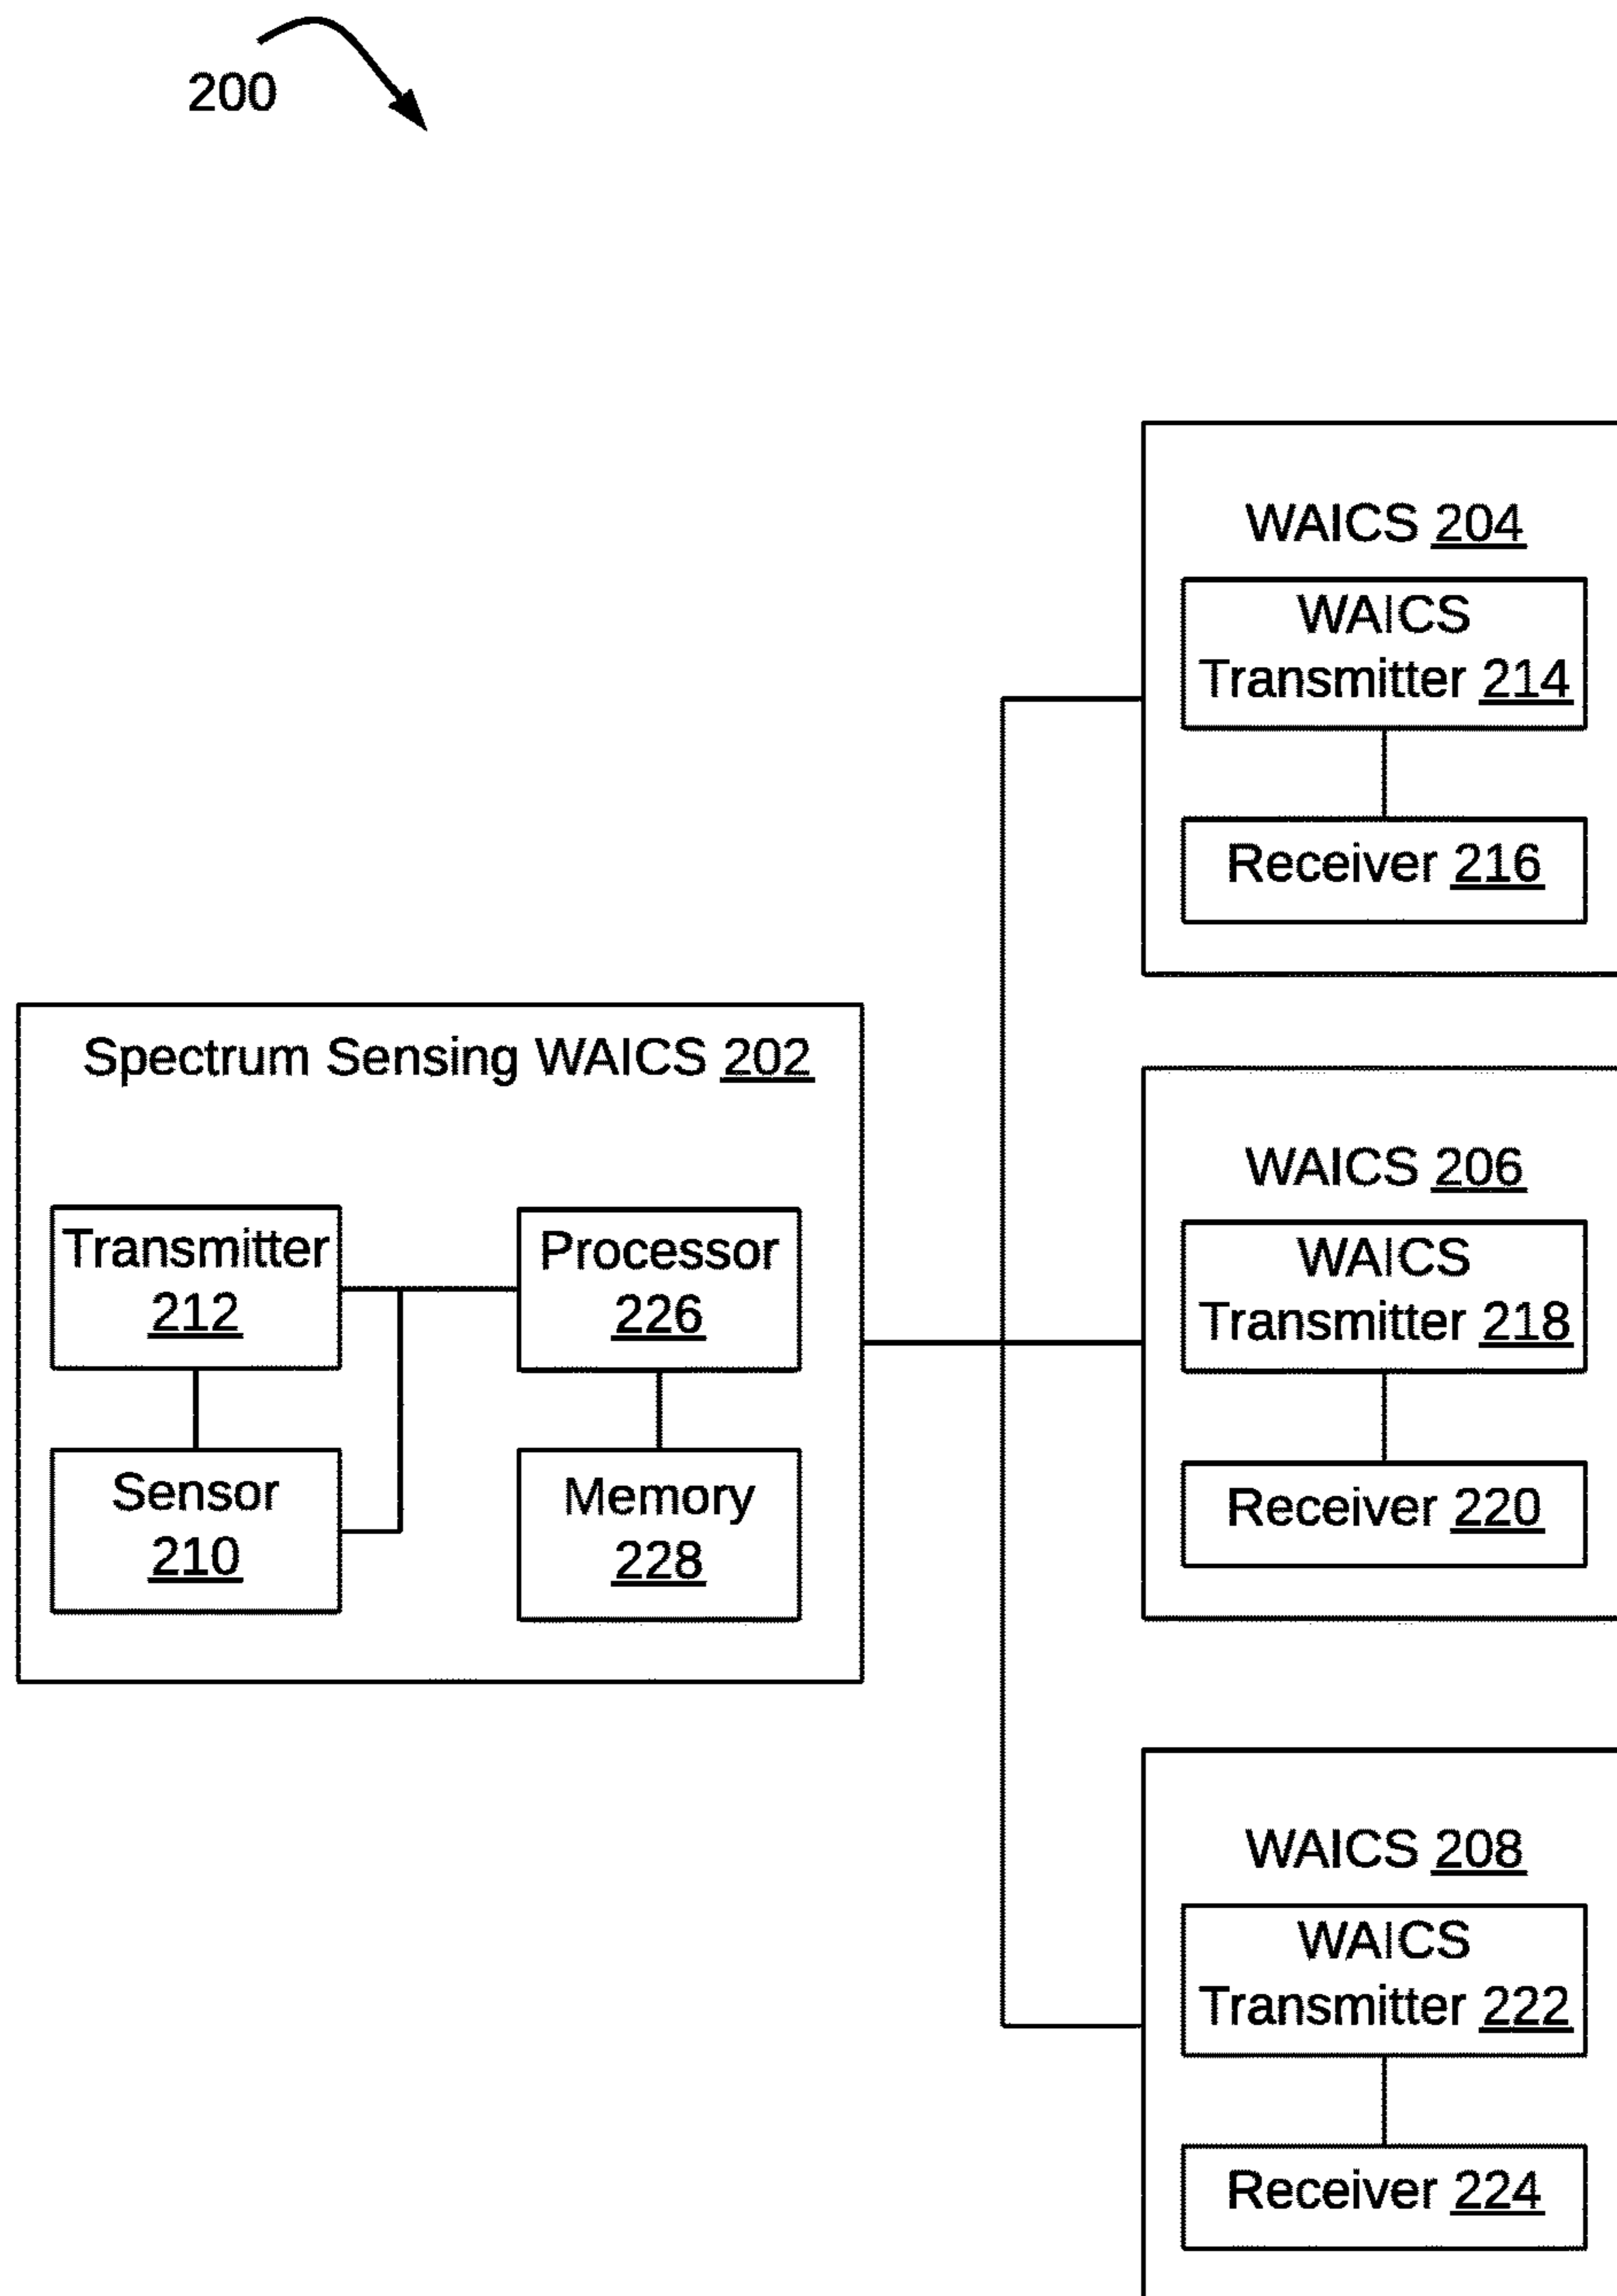 200
WAICS 204
WAICS
Transmitter 214
Receiver 216
Spectrum Sensing WAICS 202
Transmitter
212
Processor
226
Sensor
210
Memory
228
WAICS 206
WAICS
Transmitter 218
Receiver 220
WAICS 208
WAICS
Transmitter 222
Receiver 224